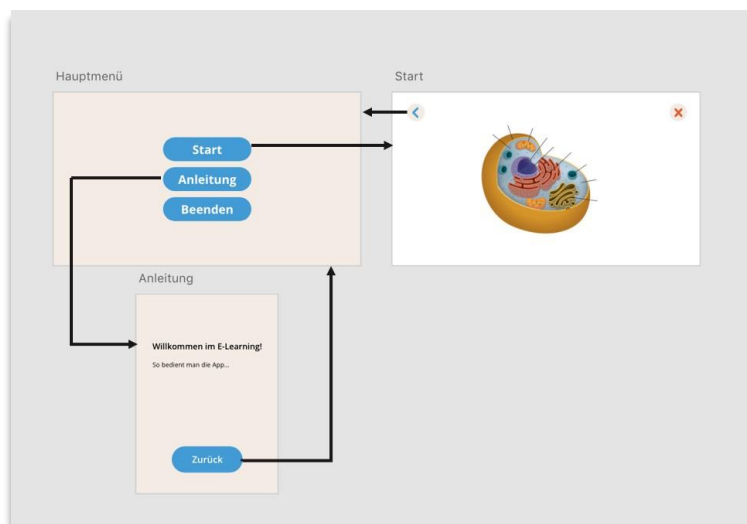 Hauptmenü
Start
Start
Anleitung
Beenden
Anleitung
Willkommen im E-Learning!
So bedient man die App...
Zurück